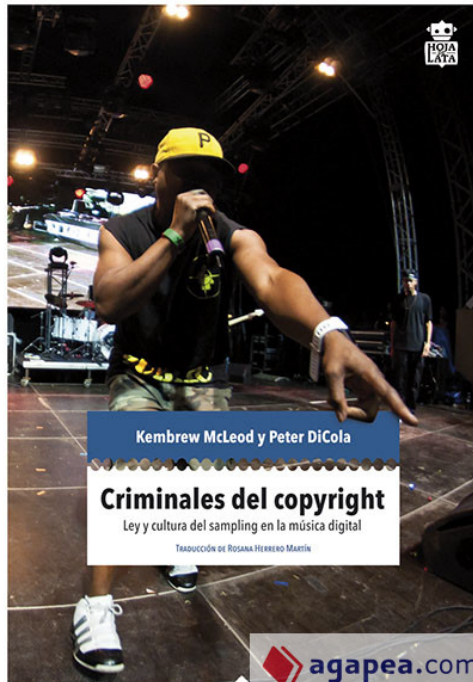 HOJA
DE
LATA
P
Kembrew McLeod y Peter DiCola
Criminales del copyright
Ley y cultura del sampling en la música digital
Traducción de Rosana Herrero Martín
agapea.com